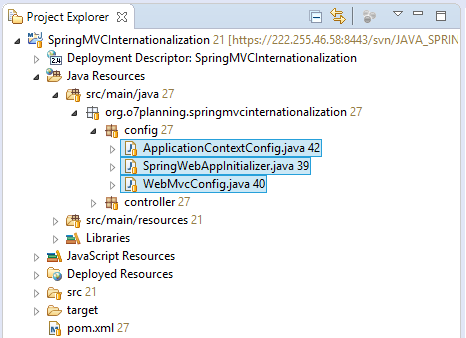 Project Explorer
SpringMVCInternationalization 21 [https://222.255.46.58:8443/svn/JAVA_SPRIN
Deployment Descriptor: SpringMVCInternationalization
Java Resources
src/main/java 27
org.o7planning.springmvcinternationalization 27
config 27
ApplicationContextConfig.java 42
SpringWebAppInitializer.java 39
WebMvcConfig.java 40
controller 27
src/main/resources 21
Libraries
JavaScript Resources
Deployed Resources
src 21
target
pom.xml 27